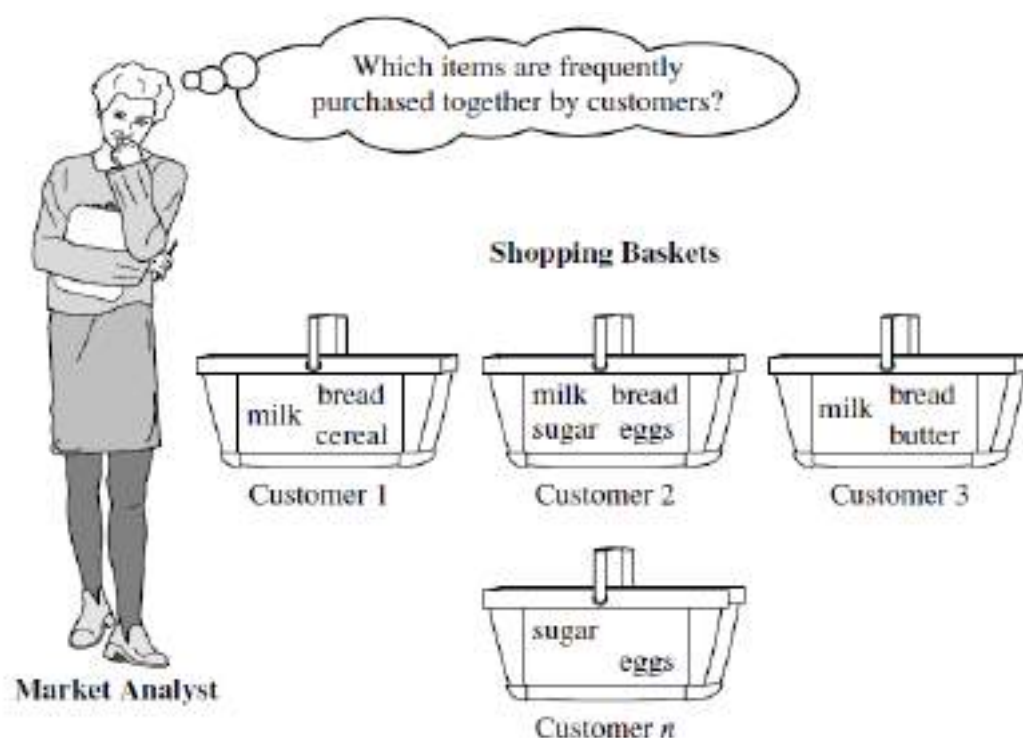 Which items are frequently
purchased together by customers?
Shopping Baskets
milk bread
cereal
Customer 1
milk bread
sugar eggs
Customer 2
milk bread
butter
Customer 3
sugar
eggs
Customer n
Market Analyst